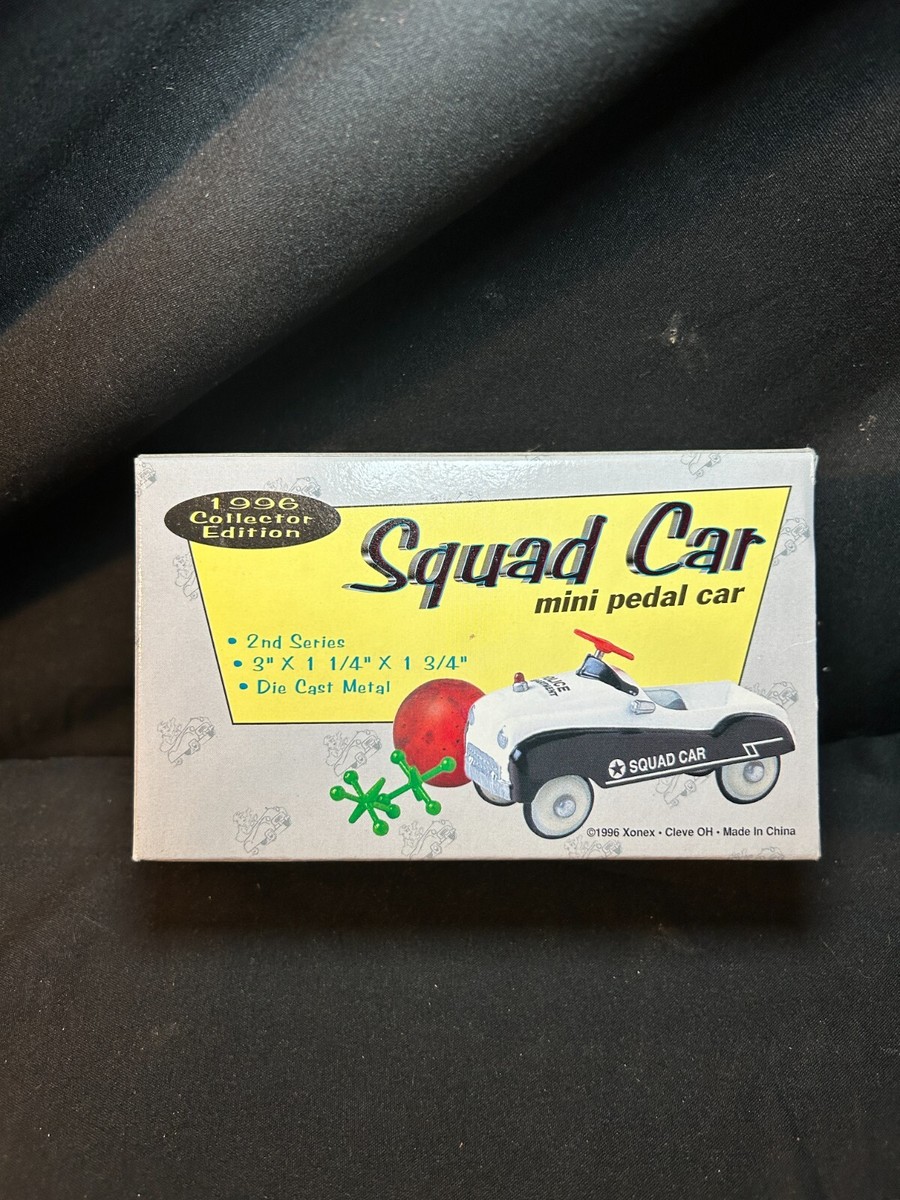 1996
Collector
Edition
Squad Car
mini pedal car
• 2nd Series
• 3" X 1 1/4" X 1 3/4"
• Die Cast Metal
POLICE
SQUAD CAR
©1996 Xonex • Cleve OH • Made In China